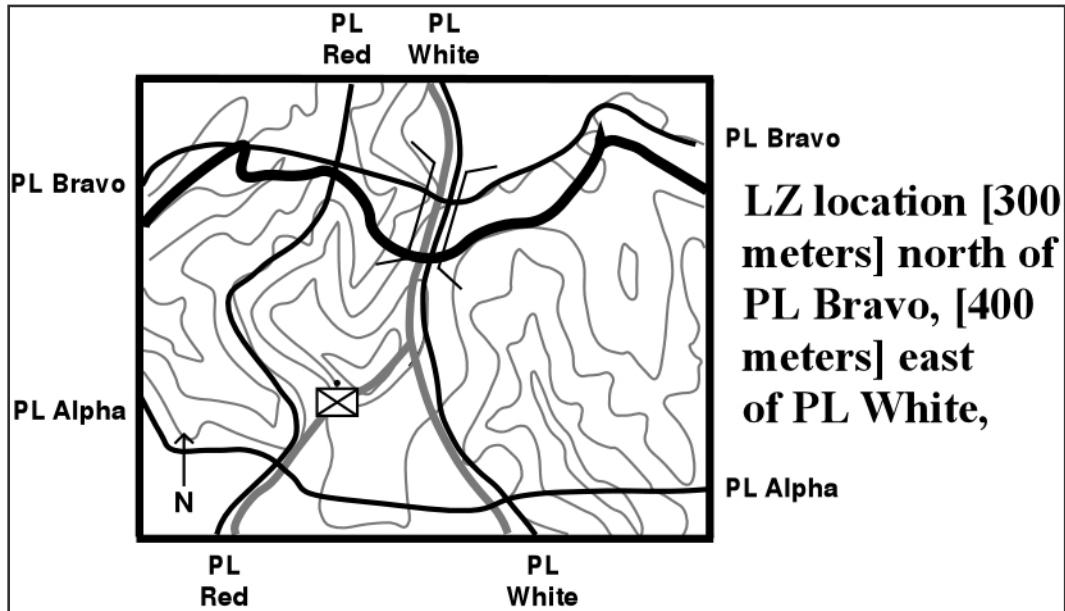 PL
Red
PL
White
PL Bravo
PL Bravo
LZ location [300
meters] north of
PL Bravo, [400
meters] east
of PL White,
PL Alpha
N
PL Alpha
PL
Red
PL
White